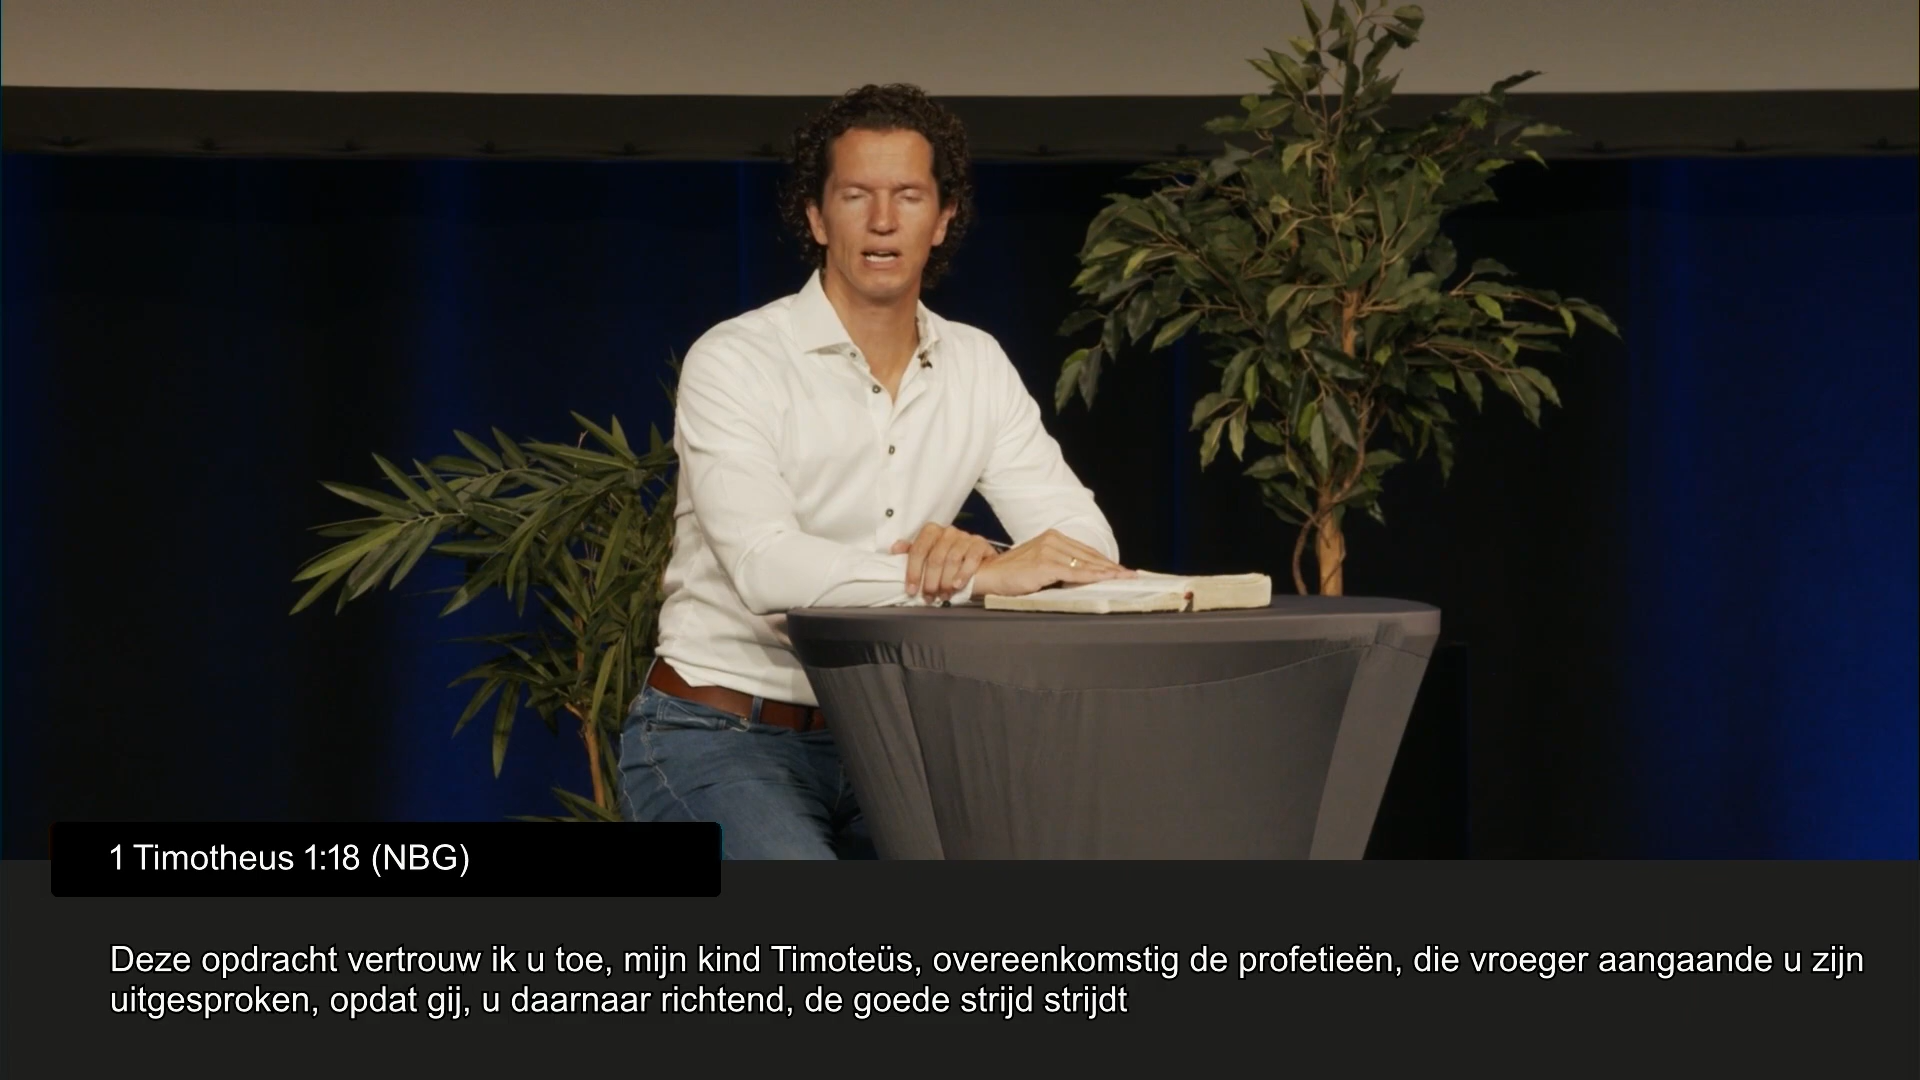 1 Timotheus 1:18 (NBG)
Deze opdracht vertrouw ik u toe, mijn kind Timoteüs, overeenkomstig de profetieën, die vroeger aangaande u zijn
uitgesproken, opdat gij, u daarnaar richtend, de goede strijd strijdt